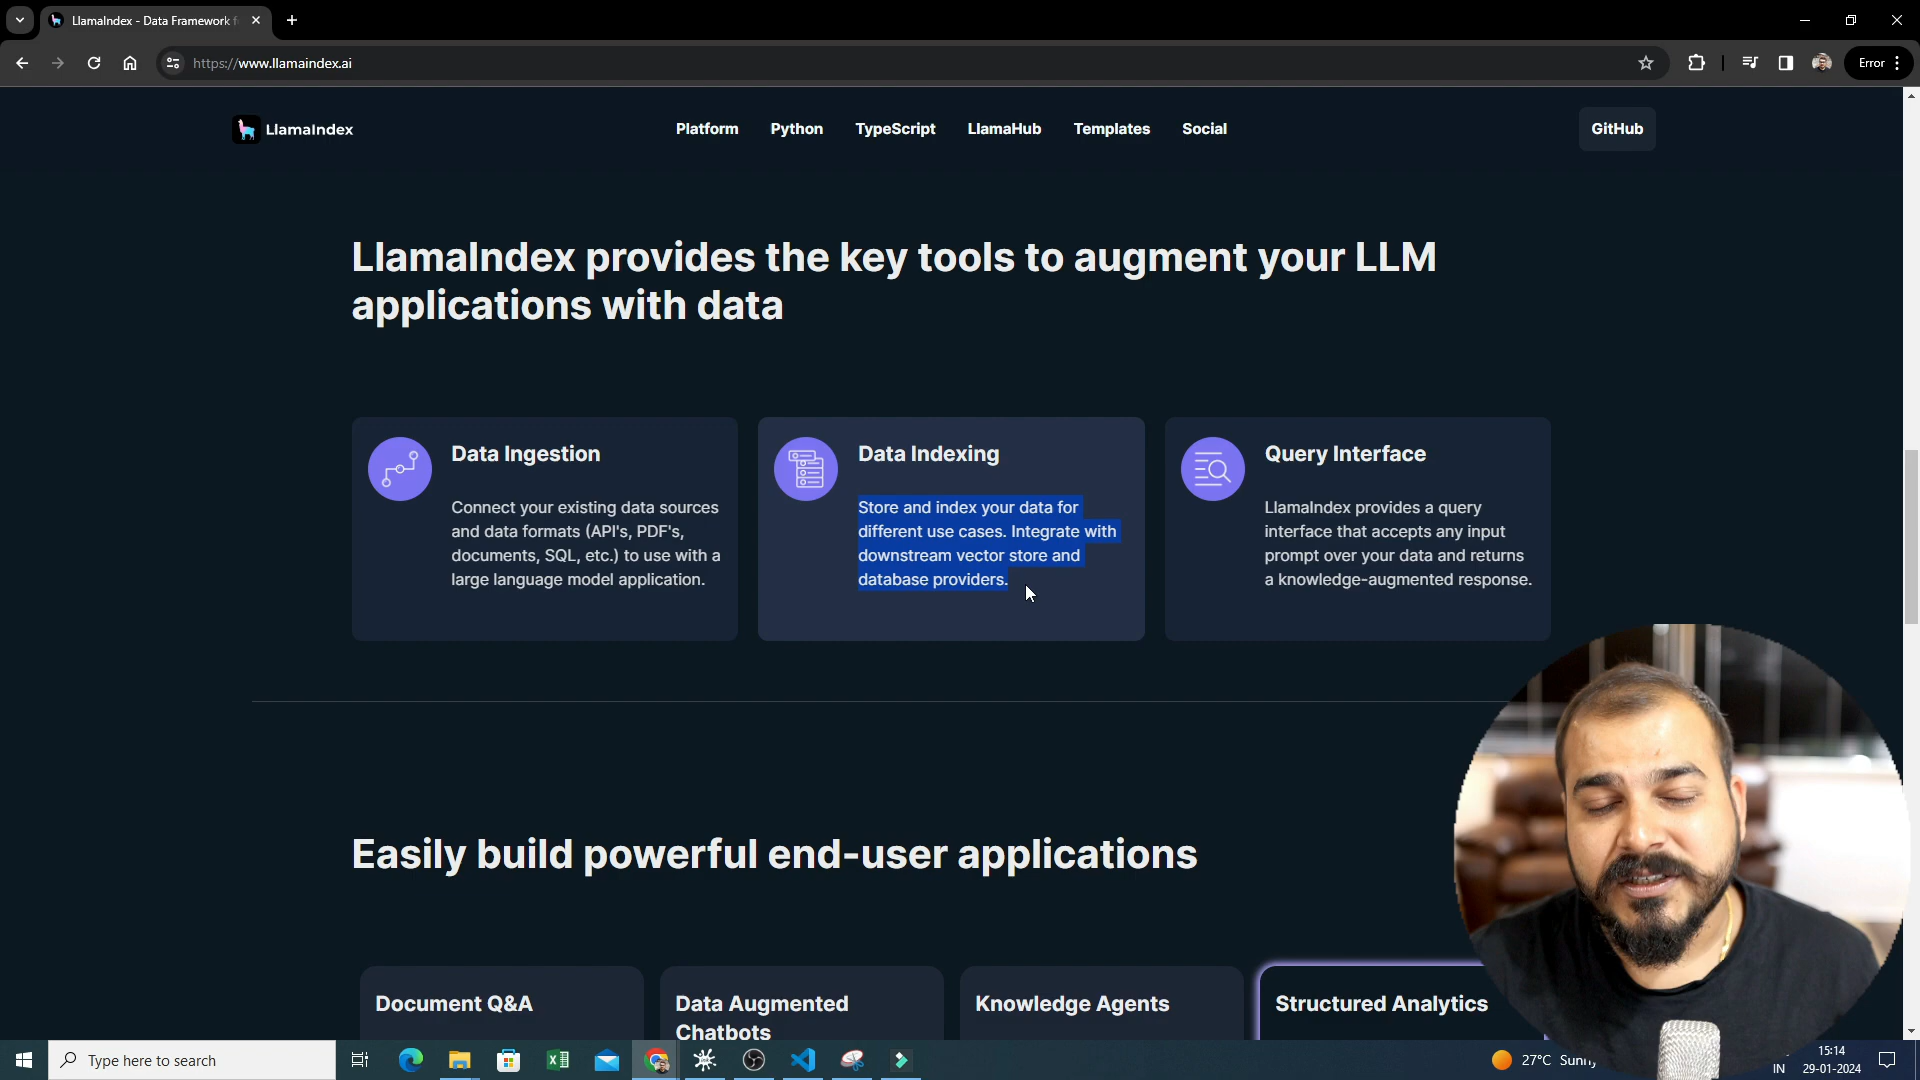 LlamaIndex - Data Framework f
https://www.llamaindex.ai
Error
LlamaIndex
Platform
Python
TypeScript
LlamaHub
Templates
Social
GitHub
LlamaIndex provides the key tools to augment your LLM
applications with data
Data Ingestion
Connect your existing data sources
and data formats (API's, PDF's,
documents, SQL, etc.) to use with a
large language model application.
Data Indexing
Store and index your data for
different use cases. Integrate with
downstream vector store and
database providers.
Query Interface
LlamaIndex provides a query
interface that accepts any input
prompt over your data and returns
a knowledge-augmented response.
Easily build powerful end-user applications
Document Q&A
Data Augmented
Chatbots
Knowledge Agents
Structured Analytics
Type here to search
27°C Sunny
IN
15:14
29-01-2024